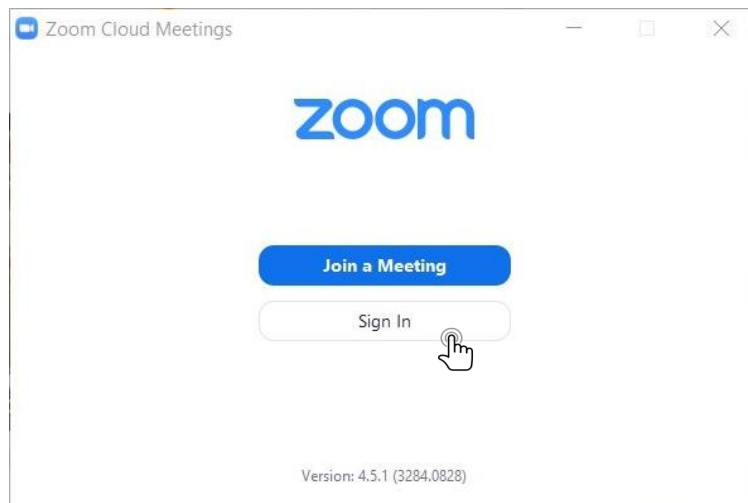 Zoom Cloud Meetings
zoom
Join a Meeting
Sign In
Version: 4.5.1 (3284.0828)